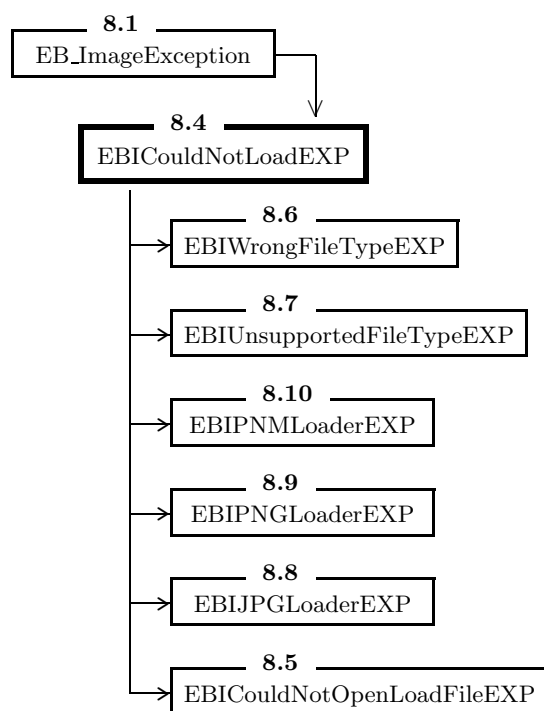 8.1
EB_ImageException
8.4
EBICouldNotLoadEXP
8.6
EBIWrongFileTypeEXP
8.7
EBIUnsupportedFileTypeEXP
8.10
EBIPNMLoaderEXP
8.9
EBIPNGLoaderEXP
8.8
EBIJPGLoaderEXP
8.5
EBICouldNotOpenLoadFileEXP